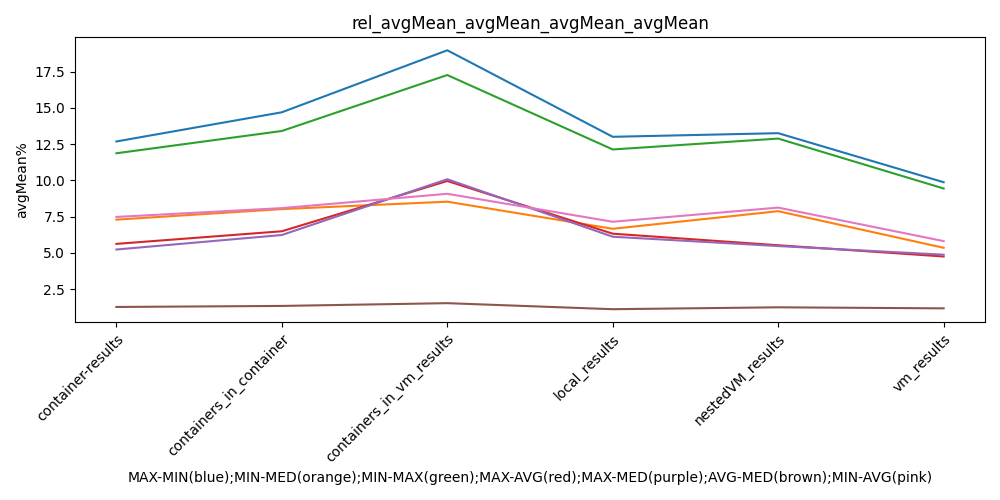 rel_avgMean_avgMean_avgMean_avgMean
avgMean%
17.5
15.0
12.5
10.0
7.5
5.0
2.5
container-results
containers_in_container
containers_in_vm_results
local_results
nestedVM_results
vm_results
MAX-MIN(blue);MIN-MED(orange);MIN-MAX(green);MAX-AVG(red);MAX-MED(purple);AVG-MED(brown);MIN-AVG(pink)